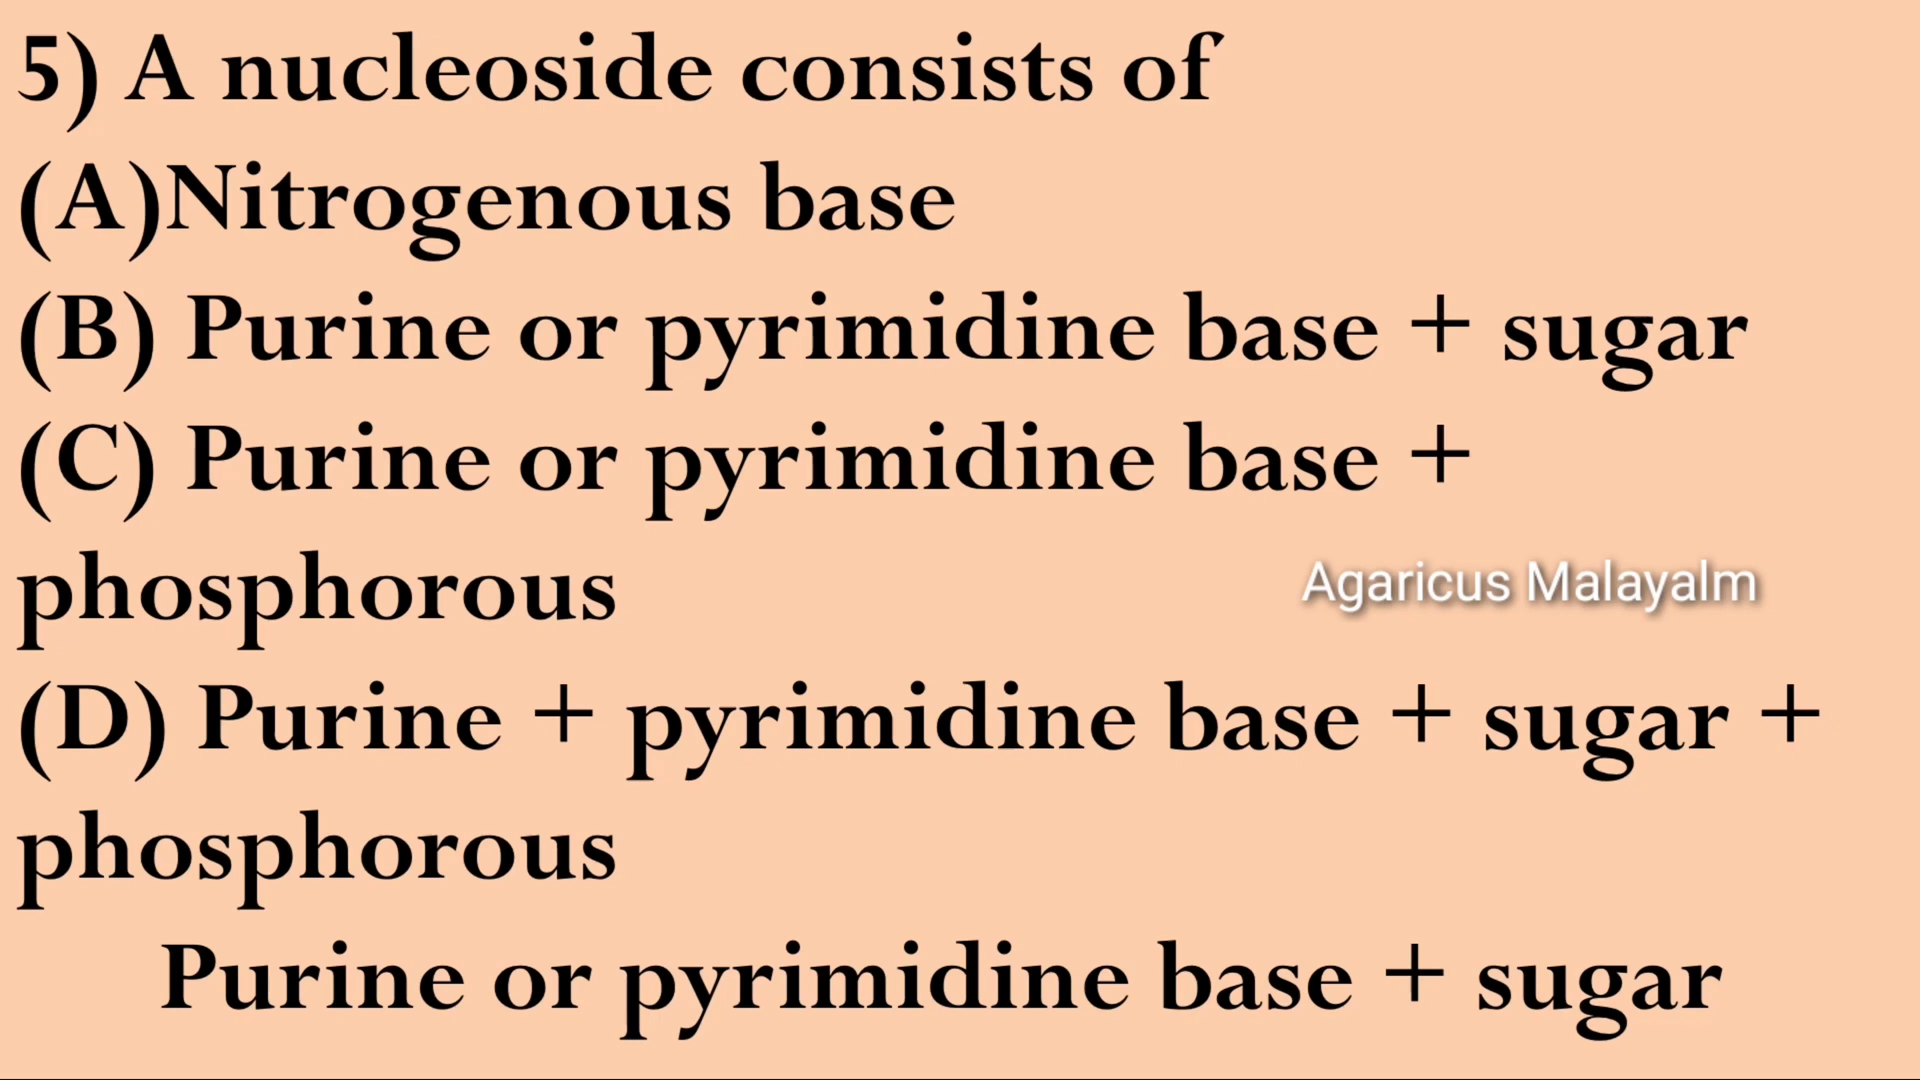 5) A nucleoside consists of
(A)Nitrogenous base
(B) Purine or pyrimidine base + sugar
(C) Purine or pyrimidine base +
phosphorous
Agaricus Malayalm
(D) Purine + pyrimidine base + sugar +
phosphorous
Purine or pyrimidine base + sugar